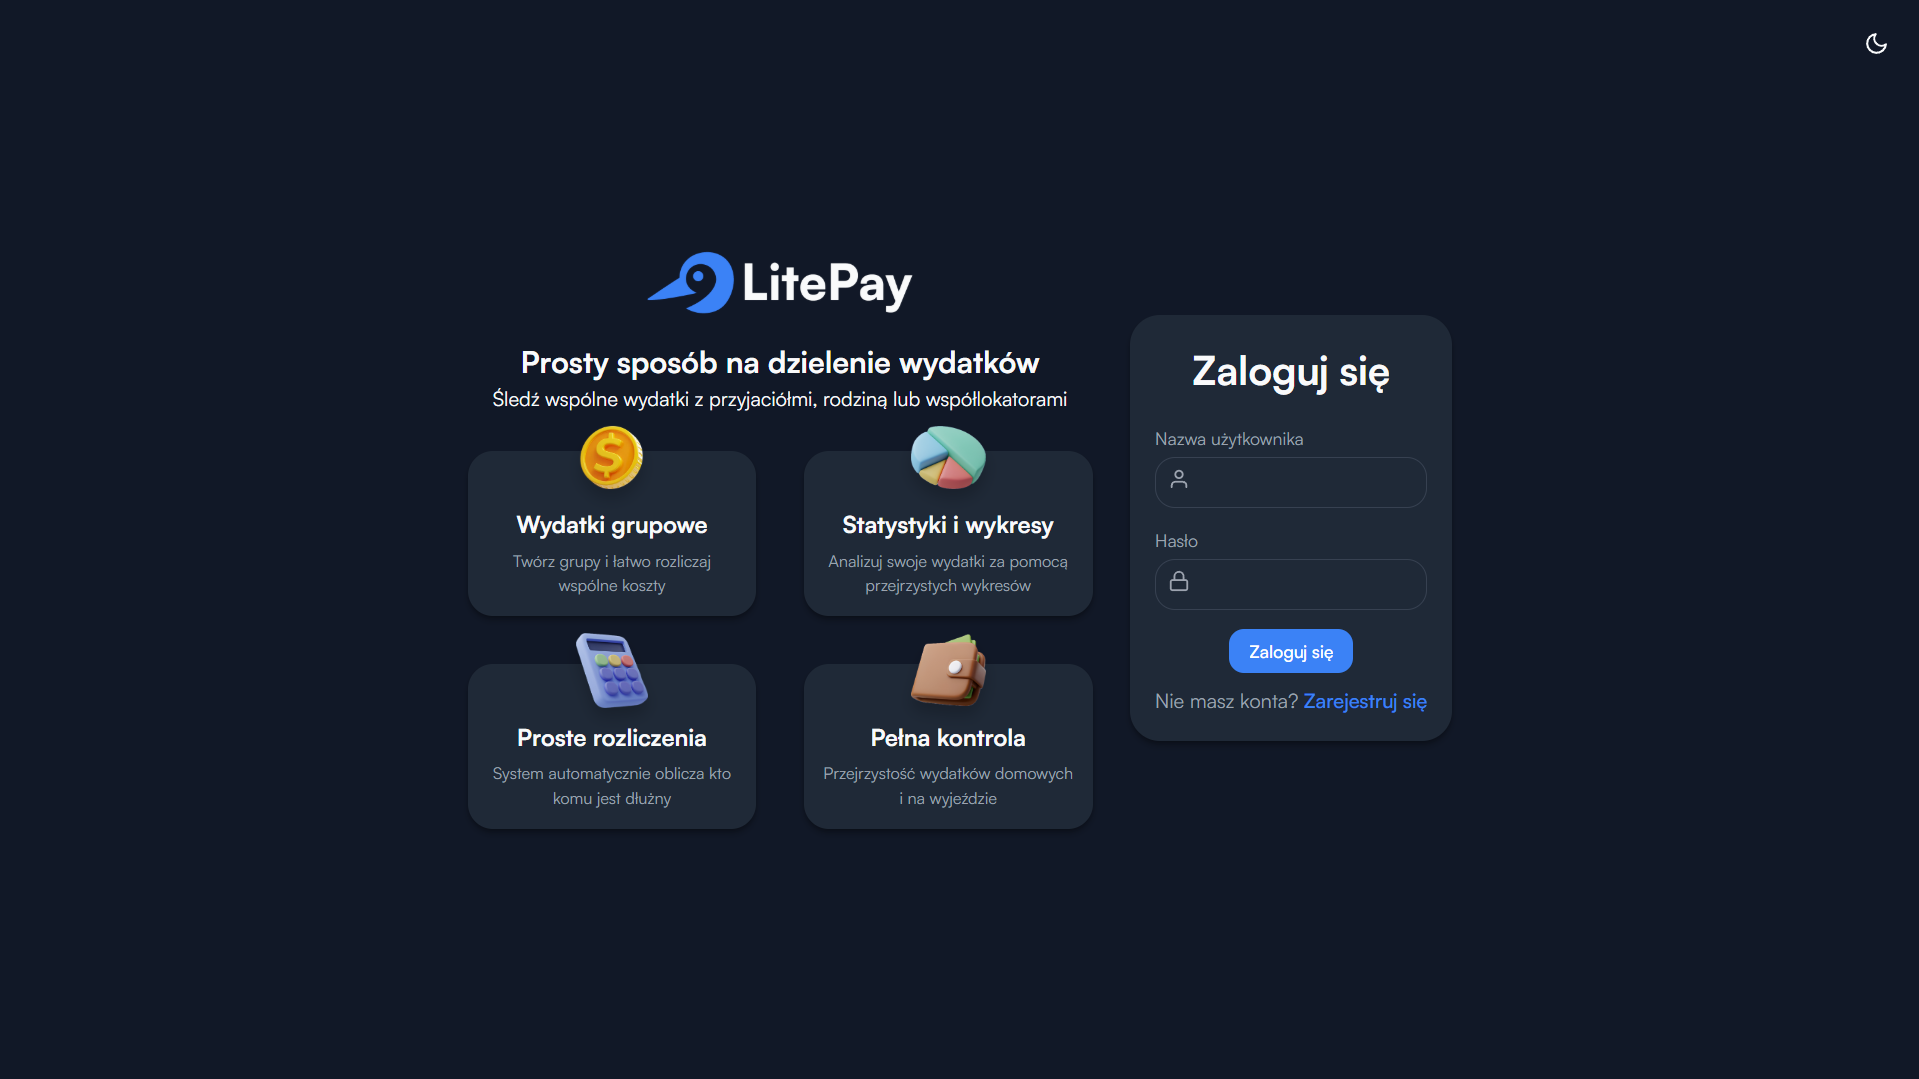 LitePay
Prosty sposób na dzielenie wydatków
Śledź wspólne wydatki z przyjaciółmi, rodziną lub współlokatorami
Wydatki grupowe
Twórz grupy i łatwo rozliczaj
wspólne koszty
Statystyki i wykresy
Analizuj swoje wydatki za pomocą
przejrzystych wykresów
Proste rozliczenia
System automatycznie oblicza kto
komu jest dłużny
Pełna kontrola
Przejrzystość wydatków domowych
i na wyjeździe
Zaloguj się
Nazwa użytkownika
Hasło
Zaloguj się
Nie masz konta? Zarejestruj się